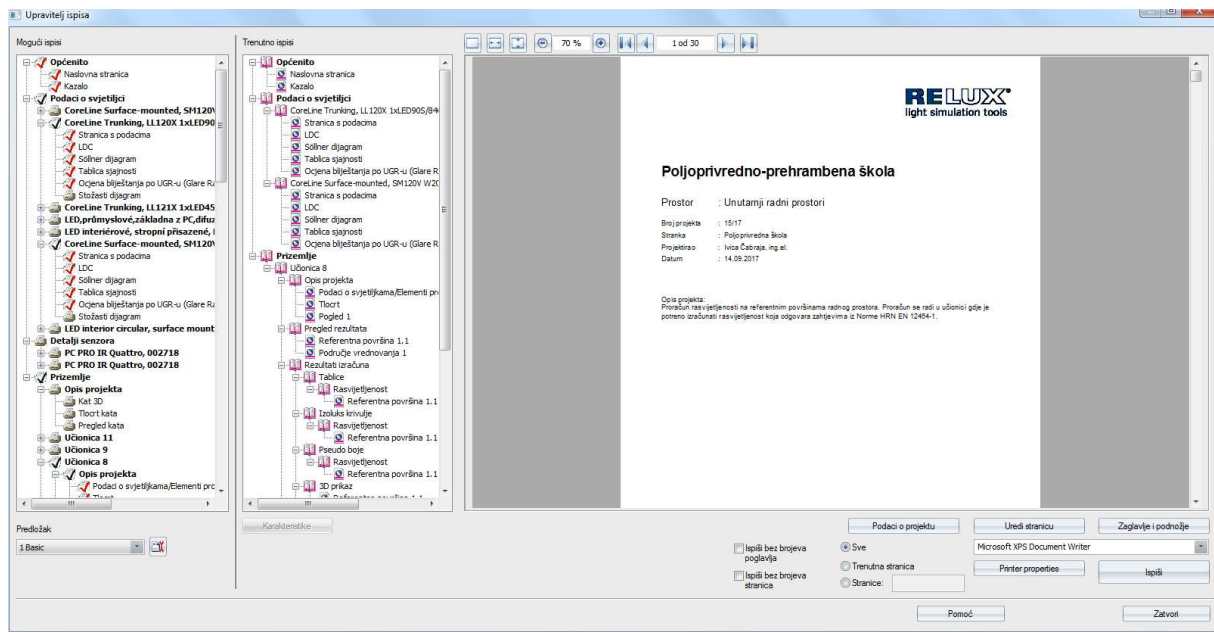 Upravitelj ispisa
Mogući ispisi
Općenito
Naslovna stranica
Kazalo
Podaci o svjetiljci
CoreLine Surface-mounted, SM120V
CoreLine Trunking, LL120X 1xLED90
Stranica s podacima
LDC
Söllner dijagram
Tablica sjajnosti
Ocjena bliještanja po UGR-u (Glare Ra
Stožasti dijagram
CoreLine Trunking, LL121X 1xLED45
LED,průmyslové,základna z PC,difuz
LED interiérové, stropní přisazené,
CoreLine Surface-mounted, SM120V
Stranica s podacima
LDC
Söllner dijagram
Tablica sjajnosti
Ocjena bliještanja po UGR-u (Glare Ra
Stožasti dijagram
LED interior circular, surface mount
Detalji senzora
PC PRO IR Quattro, 002718
PC PRO IR Quattro, 002718
Prizemlje
Opis projekta
Kat 3D
Tlocrt kata
Pregled kata
Učionica 11
Učionica 9
Učionica 8
Opis projekta
Podaci o svjetiljkama/Elementi pro
Tlocrt
Predložak
1 Basic
Trenutno ispisi
Općenito
Naslovna stranica
Kazalo
Podaci o svjetiljci
CoreLine Trunking, LL120X 1xLED90S/84
Stranica s podacima
LDC
Söllner dijagram
Tablica sjajnosti
Ocjena bliještanja po UGR-u (Glare R
CoreLine Surface-mounted, SM120V W20
Stranica s podacima
LDC
Söllner dijagram
Tablica sjajnosti
Ocjena bliještanja po UGR-u (Glare R
Prizemlje
Učionica 8
Opis projekta
Podaci o svjetiljkama/Elementi pr
Tlocrt
Pogled 1
Pregled rezultata
Referentna površina 1.1
Područje vrednovanja 1
Rezultati izračuna
Tablice
Rasvijetljenost
Referentna površina 1.1
Izoluks krivulje
Rasvijetljenost
Referentna površina 1.1
Pseudo boje
Rasvijetljenost
Referentna površina 1.1
3D prikaz
Referentna površina 1.1
Karakteristike
70 %
1 od 30
RELUX
light simulation tools
Poljoprivredno-prehrambena škola
Prostor : Unutarnji radni prostori
Broj projekta : 15/17
Stranka : Poljoprivredna škola
Projektirao : Ivica Čabraja, ing.el.
Datum : 14.09.2017
Opis projekta:
Proračun rasvijetljenosti na referentnim površinama radnog prostora. Proračun se radi u učionici gdje je
potreno izračunati rasvijetljenost koja odgovara zahtjevima iz Norme HRN EN 12464-1.
Podaci o projektu
Uredi stranicu
Zaglavlje i podnožje
Ispiši bez brojeva
poglavlja
Ispiši bez brojeva
stranica
Sve
Trenutna stranica
Stranice:
Microsoft XPS Document Writer
Printer properties
Ispiši
Pomoć
Zatvori